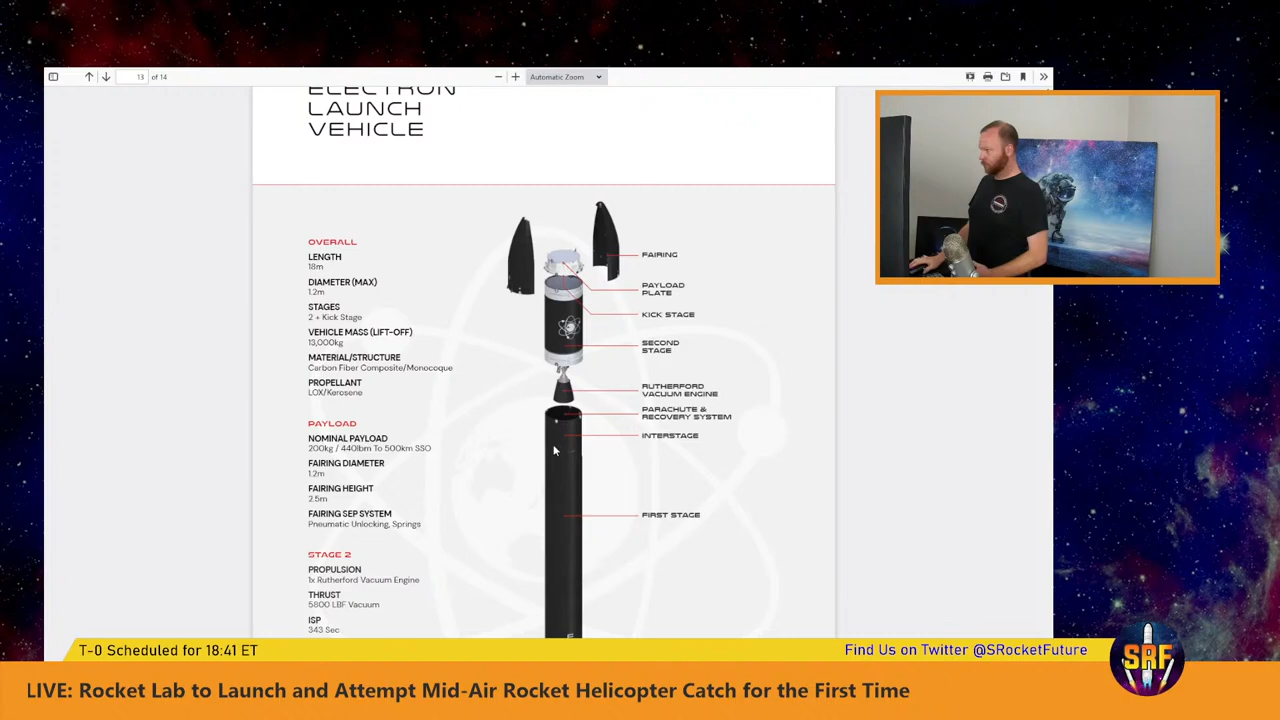 13 of 14
Automatic Zoom
ELECTRON
LAUNCH
VEHICLE
OVERALL
LENGTH
18m
DIAMETER (MAX)
1.2m
STAGES
2 + Kick Stage
VEHICLE MASS (LIFT-OFF)
13,000kg
MATERIAL/STRUCTURE
Carbon Fiber Composite/Monocoque
PROPELLANT
LOX/Kerosene
PAYLOAD
NOMINAL PAYLOAD
200kg / 440lbm To 500km SSO
FAIRING DIAMETER
1.2m
FAIRING HEIGHT
2.5m
FAIRING SEP SYSTEM
Pneumatic Unlocking, Springs
STAGE 2
PROPULSION
1x Rutherford Vacuum Engine
THRUST
5800 LBF Vacuum
ISP
343 Sec
FAIRING
PAYLOAD
PLATE
KICK STAGE
SECOND
STAGE
RUTHERFORD
VACUUM ENGINE
PARACHUTE &
RECOVERY SYSTEM
INTERSTAGE
FIRST STAGE
E
T-0 Scheduled for 18:41 ET
Find Us on Twitter @SRocketFuture
SRF
LIVE: Rocket Lab to Launch and Attempt Mid-Air Rocket Helicopter Catch for the First Time